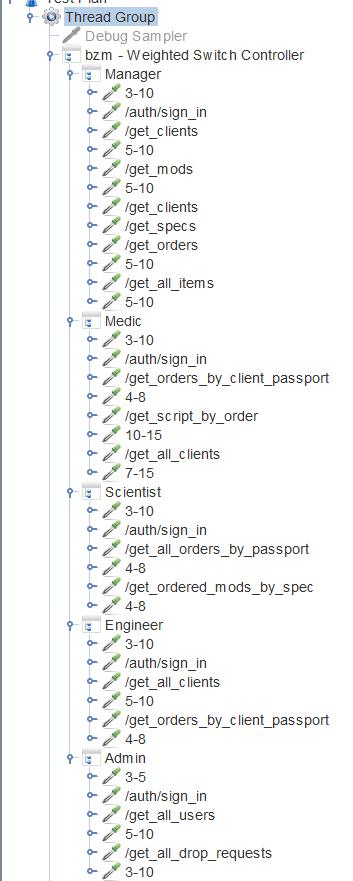 Test Plan
Thread Group
Debug Sampler
bzm - Weighted Switch Controller
Manager
3-10
/auth/sign_in
/get_clients
5-10
/get_mods
5-10
/get_clients
/get_specs
/get_orders
5-10
/get_all_items
5-10
Medic
3-10
/auth/sign_in
/get_orders_by_client_passport
4-8
/get_script_by_order
10-15
/get_all_clients
7-15
Scientist
3-10
/auth/sign_in
/get_all_orders_by_passport
4-8
/get_ordered_mods_by_spec
4-8
Engineer
3-10
/auth/sign_in
/get_all_clients
5-10
/get_orders_by_client_passport
4-8
Admin
3-5
/auth/sign_in
/get_all_users
5-10
/get_all_drop_requests
3-10